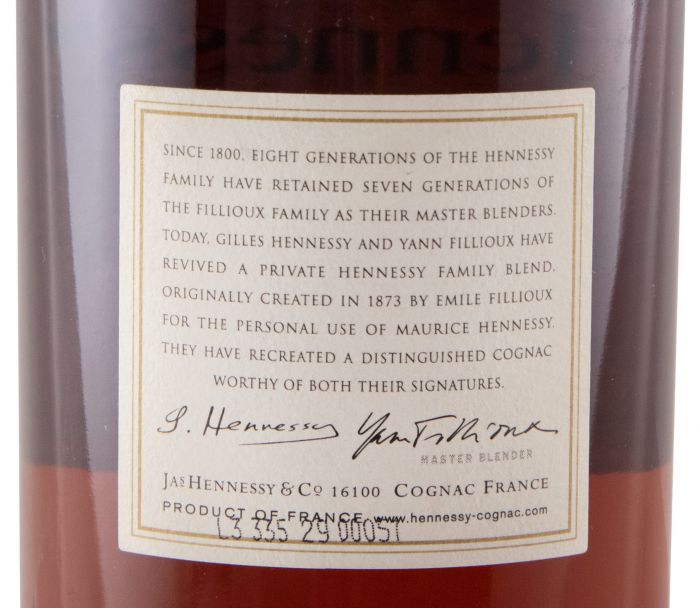 ennessy
SINCE 1800, EIGHT GENERATIONS OF THE HENNESSY
FAMILY HAVE RETAINED SEVEN GENERATIONS OF
THE FILLIOUX FAMILY AS THEIR MASTER BLENDERS.
TODAY, GILLES HENNESSY AND YANN FILLIOUX HAVE
REVIVED A PRIVATE HENNESSY FAMILY BLEND,
ORIGINALLY CREATED IN 1873 BY EMILE FILLIOUX
FOR THE PERSONAL USE OF MAURICE HENNESSY.
THEY HAVE RECREATED A DISTINGUISHED COGNAC
WORTHY OF BOTH THEIR SIGNATURES.
G. Hennessy Yann Fillioux
MASTER BLENDER
JAS HENNESSY & Cº 16100 COGNAC FRANCE
PRODUCT OF FRANCE www.hennessy-cognac.com
L3 335 29 00051